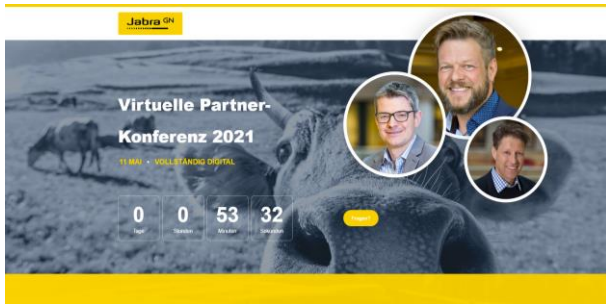 Jabra GN
Virtuelle Partner-
Konferenz 2021
11 MAI • VOLLSTÄNDIG DIGITAL
0 0 53 32
Tage Stunden Minuten Sekunden
Fragen?